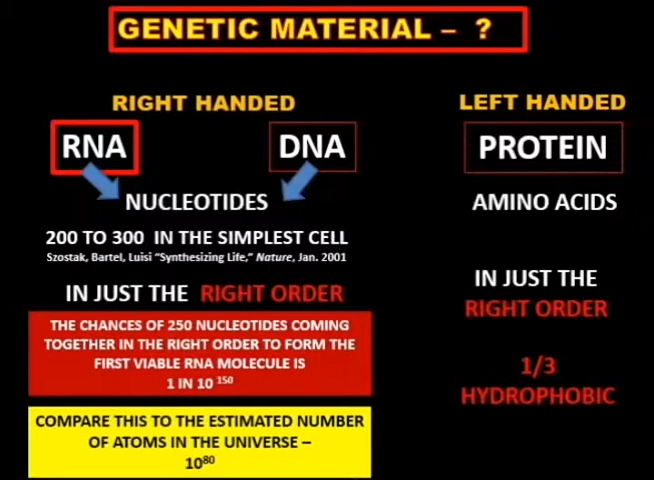 GENETIC MATERIAL – ?
RIGHT HANDED
LEFT HANDED
RNA
DNA
PROTEIN
NUCLEOTIDES
AMINO ACIDS
200 TO 300 IN THE SIMPLEST CELL
Szostak, Bartel, Luisi "Synthesizing Life," Nature, Jan. 2001
IN JUST THE RIGHT ORDER
THE CHANCES OF 250 NUCLEOTIDES COMING
TOGETHER IN THE RIGHT ORDER TO FORM THE
FIRST VIABLE RNA MOLECULE IS
1 IN 10 ¹⁵⁰
COMPARE THIS TO THE ESTIMATED NUMBER
OF ATOMS IN THE UNIVERSE –
10⁸⁰
IN JUST THE
RIGHT ORDER
1/3
HYDROPHOBIC